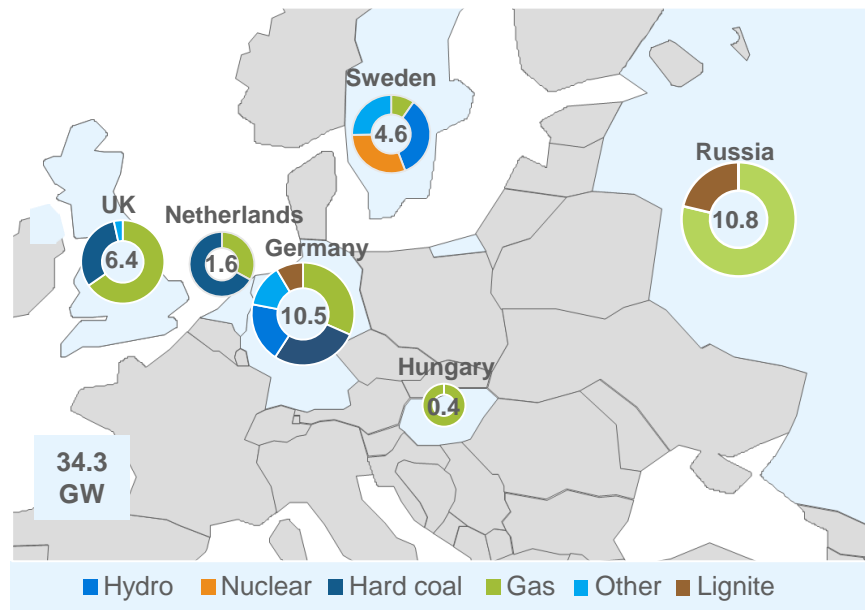 Sweden
4.6
Russia
10.8
UK
6.4
Netherlands
1.6
Germany
10.5
Hungary
0.4
34.3
GW
Hydro Nuclear Hard coal Gas Other Lignite